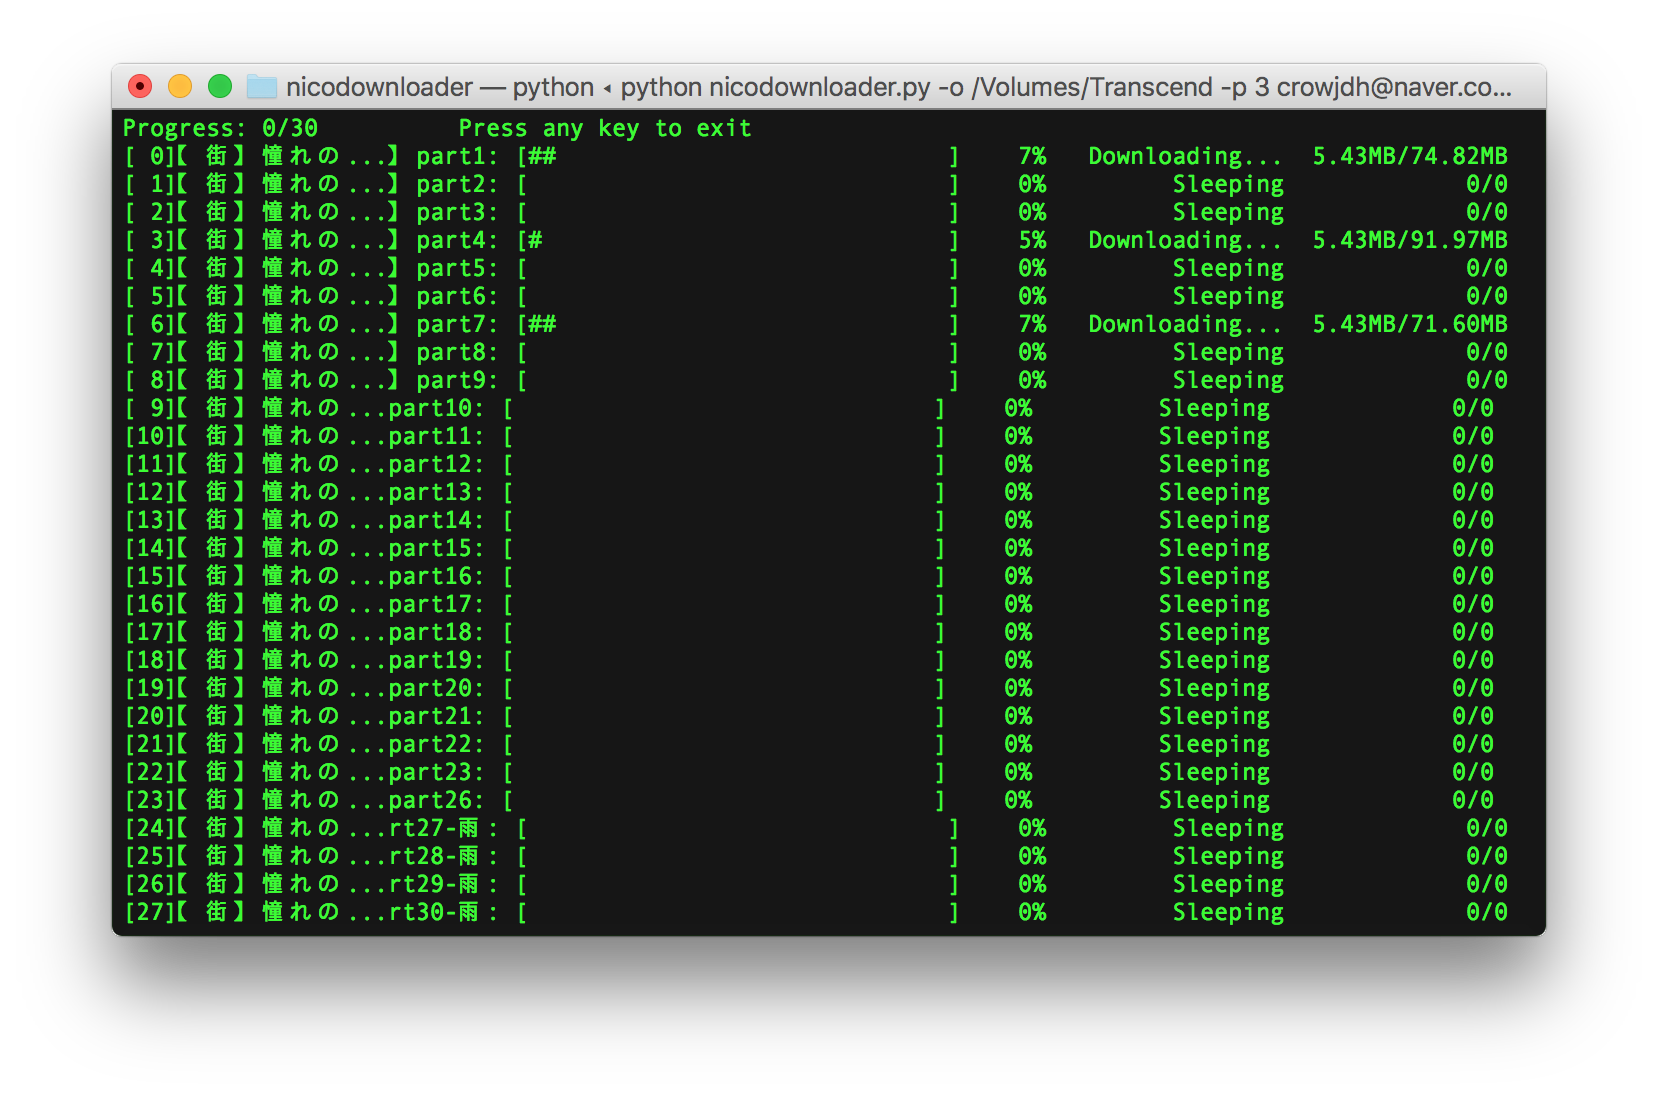 nicodownloader — python ◂ python nicodownloader.py -o /Volumes/Transcend -p 3 crowjdh@naver.co...
Progress: 0/30 Press any key to exit
[ 0]【 街】憧れの...】 part1: [## ] 7% Downloading... 5.43MB/74.82MB
[ 1]【 街】憧れの...】 part2: [ ] 0% Sleeping 0/0
[ 2]【 街】憧れの...】 part3: [ ] 0% Sleeping 0/0
[ 3]【 街】憧れの...】 part4: [# ] 5% Downloading... 5.43MB/91.97MB
[ 4]【 街】憧れの...】 part5: [ ] 0% Sleeping 0/0
[ 5]【 街】憧れの...】 part6: [ ] 0% Sleeping 0/0
[ 6]【 街】憧れの...】 part7: [## ] 7% Downloading... 5.43MB/71.60MB
[ 7]【 街】憧れの...】 part8: [ ] 0% Sleeping 0/0
[ 8]【 街】憧れの...】 part9: [ ] 0% Sleeping 0/0
[ 9]【 街】憧れの...part10: [ ] 0% Sleeping 0/0
[10]【 街】憧れの...part11: [ ] 0% Sleeping 0/0
[11]【 街】憧れの...part12: [ ] 0% Sleeping 0/0
[12]【 街】憧れの...part13: [ ] 0% Sleeping 0/0
[13]【 街】憧れの...part14: [ ] 0% Sleeping 0/0
[14]【 街】憧れの...part15: [ ] 0% Sleeping 0/0
[15]【 街】憧れの...part16: [ ] 0% Sleeping 0/0
[16]【 街】憧れの...part17: [ ] 0% Sleeping 0/0
[17]【 街】憧れの...part18: [ ] 0% Sleeping 0/0
[18]【 街】憧れの...part19: [ ] 0% Sleeping 0/0
[19]【 街】憧れの...part20: [ ] 0% Sleeping 0/0
[20]【 街】憧れの...part21: [ ] 0% Sleeping 0/0
[21]【 街】憧れの...part22: [ ] 0% Sleeping 0/0
[22]【 街】憧れの...part23: [ ] 0% Sleeping 0/0
[23]【 街】憧れの...part26: [ ] 0% Sleeping 0/0
[24]【 街】憧れの...rt27-雨: [ ] 0% Sleeping 0/0
[25]【 街】憧れの...rt28-雨: [ ] 0% Sleeping 0/0
[26]【 街】憧れの...rt29-雨: [ ] 0% Sleeping 0/0
[27]【 街】憧れの...rt30-雨: [ ] 0% Sleeping 0/0